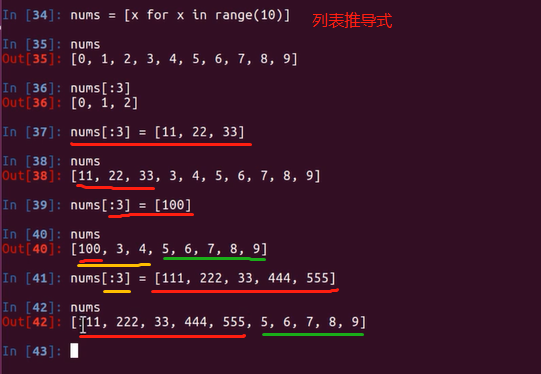 In [34]: nums = [x for x in range(10)]
列表推导式
In [35]: nums
Out[35]: [0, 1, 2, 3, 4, 5, 6, 7, 8, 9]
In [36]: nums[:3]
Out[36]: [0, 1, 2]
In [37]: nums[:3] = [11, 22, 33]
In [38]: nums
Out[38]: [11, 22, 33, 3, 4, 5, 6, 7, 8, 9]
In [39]: nums[:3] = [100]
In [40]: nums
Out[40]: [100, 3, 4, 5, 6, 7, 8, 9]
In [41]: nums[:3] = [111, 222, 33, 444, 555]
In [42]: nums
Out[42]: [111, 222, 33, 444, 555, 5, 6, 7, 8, 9]
In [43]: